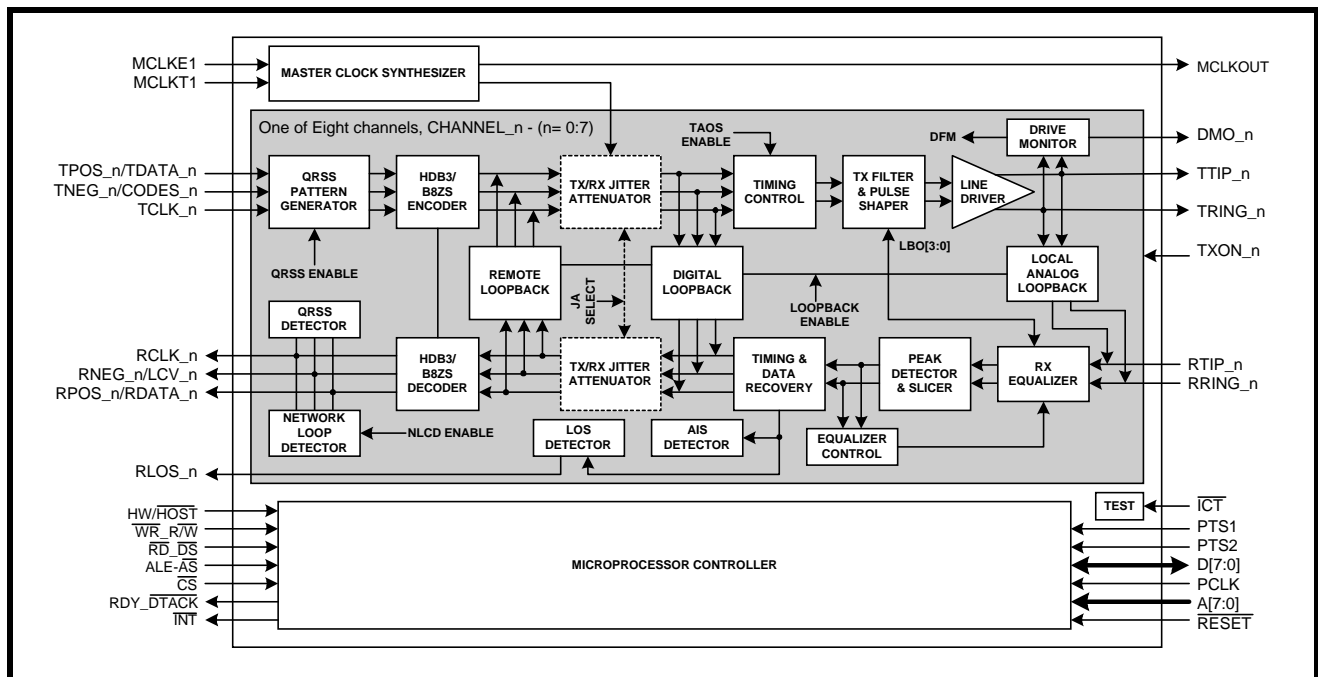 MCLKE1
MCLKT1
MASTER CLOCK SYNTHESIZER
MCLKOUT
One of Eight channels, CHANNEL_n - (n= 0:7)
TAOS
ENABLE
DFM
DRIVE
MONITOR
DMO_n
TPOS_n/TDATA_n
TNEG_n/CODES_n
TCLK_n
QRSS
PATTERN
GENERATOR
HDB3/
B8ZS
ENCODER
TX/RX JITTER
ATTENUATOR
TIMING
CONTROL
TX FILTER
& PULSE
SHAPER
LINE
DRIVER
TTIP_n
TRING_n
TXON_n
QRSS ENABLE
REMOTE
LOOPBACK
JA
SELECT
DIGITAL
LOOPBACK
LOOPBACK
ENABLE
LBO[3:0]
LOCAL
ANALOG
LOOPBACK
QRSS
DETECTOR
RCLK_n
RNEG_n/LCV_n
RPOS_n/RDATA_n
HDB3/
B8ZS
DECODER
TX/RX JITTER
ATTENUATOR
TIMING &
DATA
RECOVERY
PEAK
DETECTOR
& SLICER
RX
EQUALIZER
RTIP_n
RRING_n
NETWORK
LOOP
DETECTOR
NLCD ENABLE
LOS
DETECTOR
AIS
DETECTOR
EQUALIZER
CONTROL
RLOS_n
HW/HOST
WR_R/W
RD_DS
ALE-AS
CS
RDY_DTACK
INT
MICROPROCESSOR CONTROLLER
TEST
ICT
PTS1
PTS2
D[7:0]
PCLK
A[7:0]
RESET